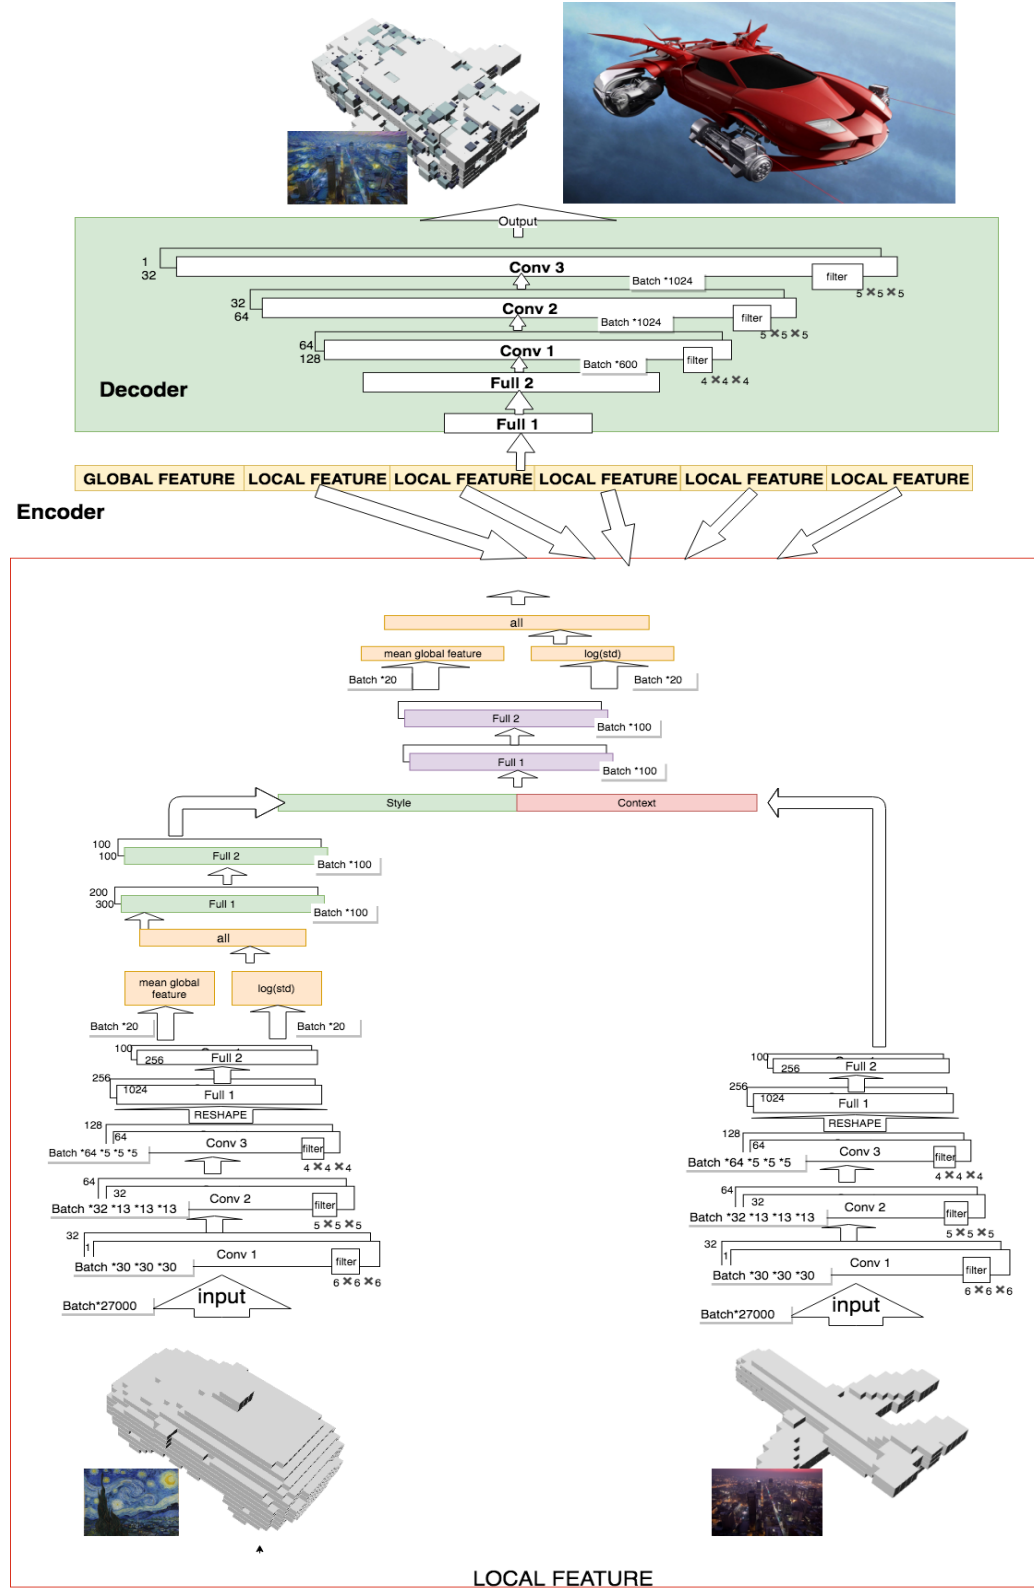 Output
1
32
Conv 3
Batch *1024
filter
5 × 5 × 5
32
64
Conv 2
Batch *1024
filter
5 × 5 × 5
64
128
Conv 1
Batch *600
filter
4 × 4 × 4
Full 2
Decoder
Full 1
GLOBAL FEATURE LOCAL FEATURE LOCAL FEATURE LOCAL FEATURE LOCAL FEATURE LOCAL FEATURE
Encoder
all
mean global feature
log(std)
Batch *20
Batch *20
Full 2
Batch *100
Full 1
Batch *100
Style
Context
100
100
Full 2
Batch *100
200
300
Full 1
Batch *100
all
mean global
feature
log(std)
Batch *20
Batch *20
100
256
Full 2
256
1024
Full 1
RESHAPE
128
64
Conv 3
Batch *64 *5 *5 *5
filter
4 × 4 × 4
64
32
Conv 2
Batch *32 *13 *13 *13
filter
5 × 5 × 5
32
1
Conv 1
Batch *30 *30 *30
filter
6 × 6 × 6
input
Batch*27000
100
256
Full 2
256
1024
Full 1
RESHAPE
128
64
Conv 3
Batch *64 *5 *5 *5
filter
4 × 4 × 4
64
32
Conv 2
Batch *32 *13 *13 *13
filter
5 × 5 × 5
32
1
Conv 1
Batch *30 *30 *30
filter
6 × 6 × 6
input
Batch*27000
LOCAL FEATURE